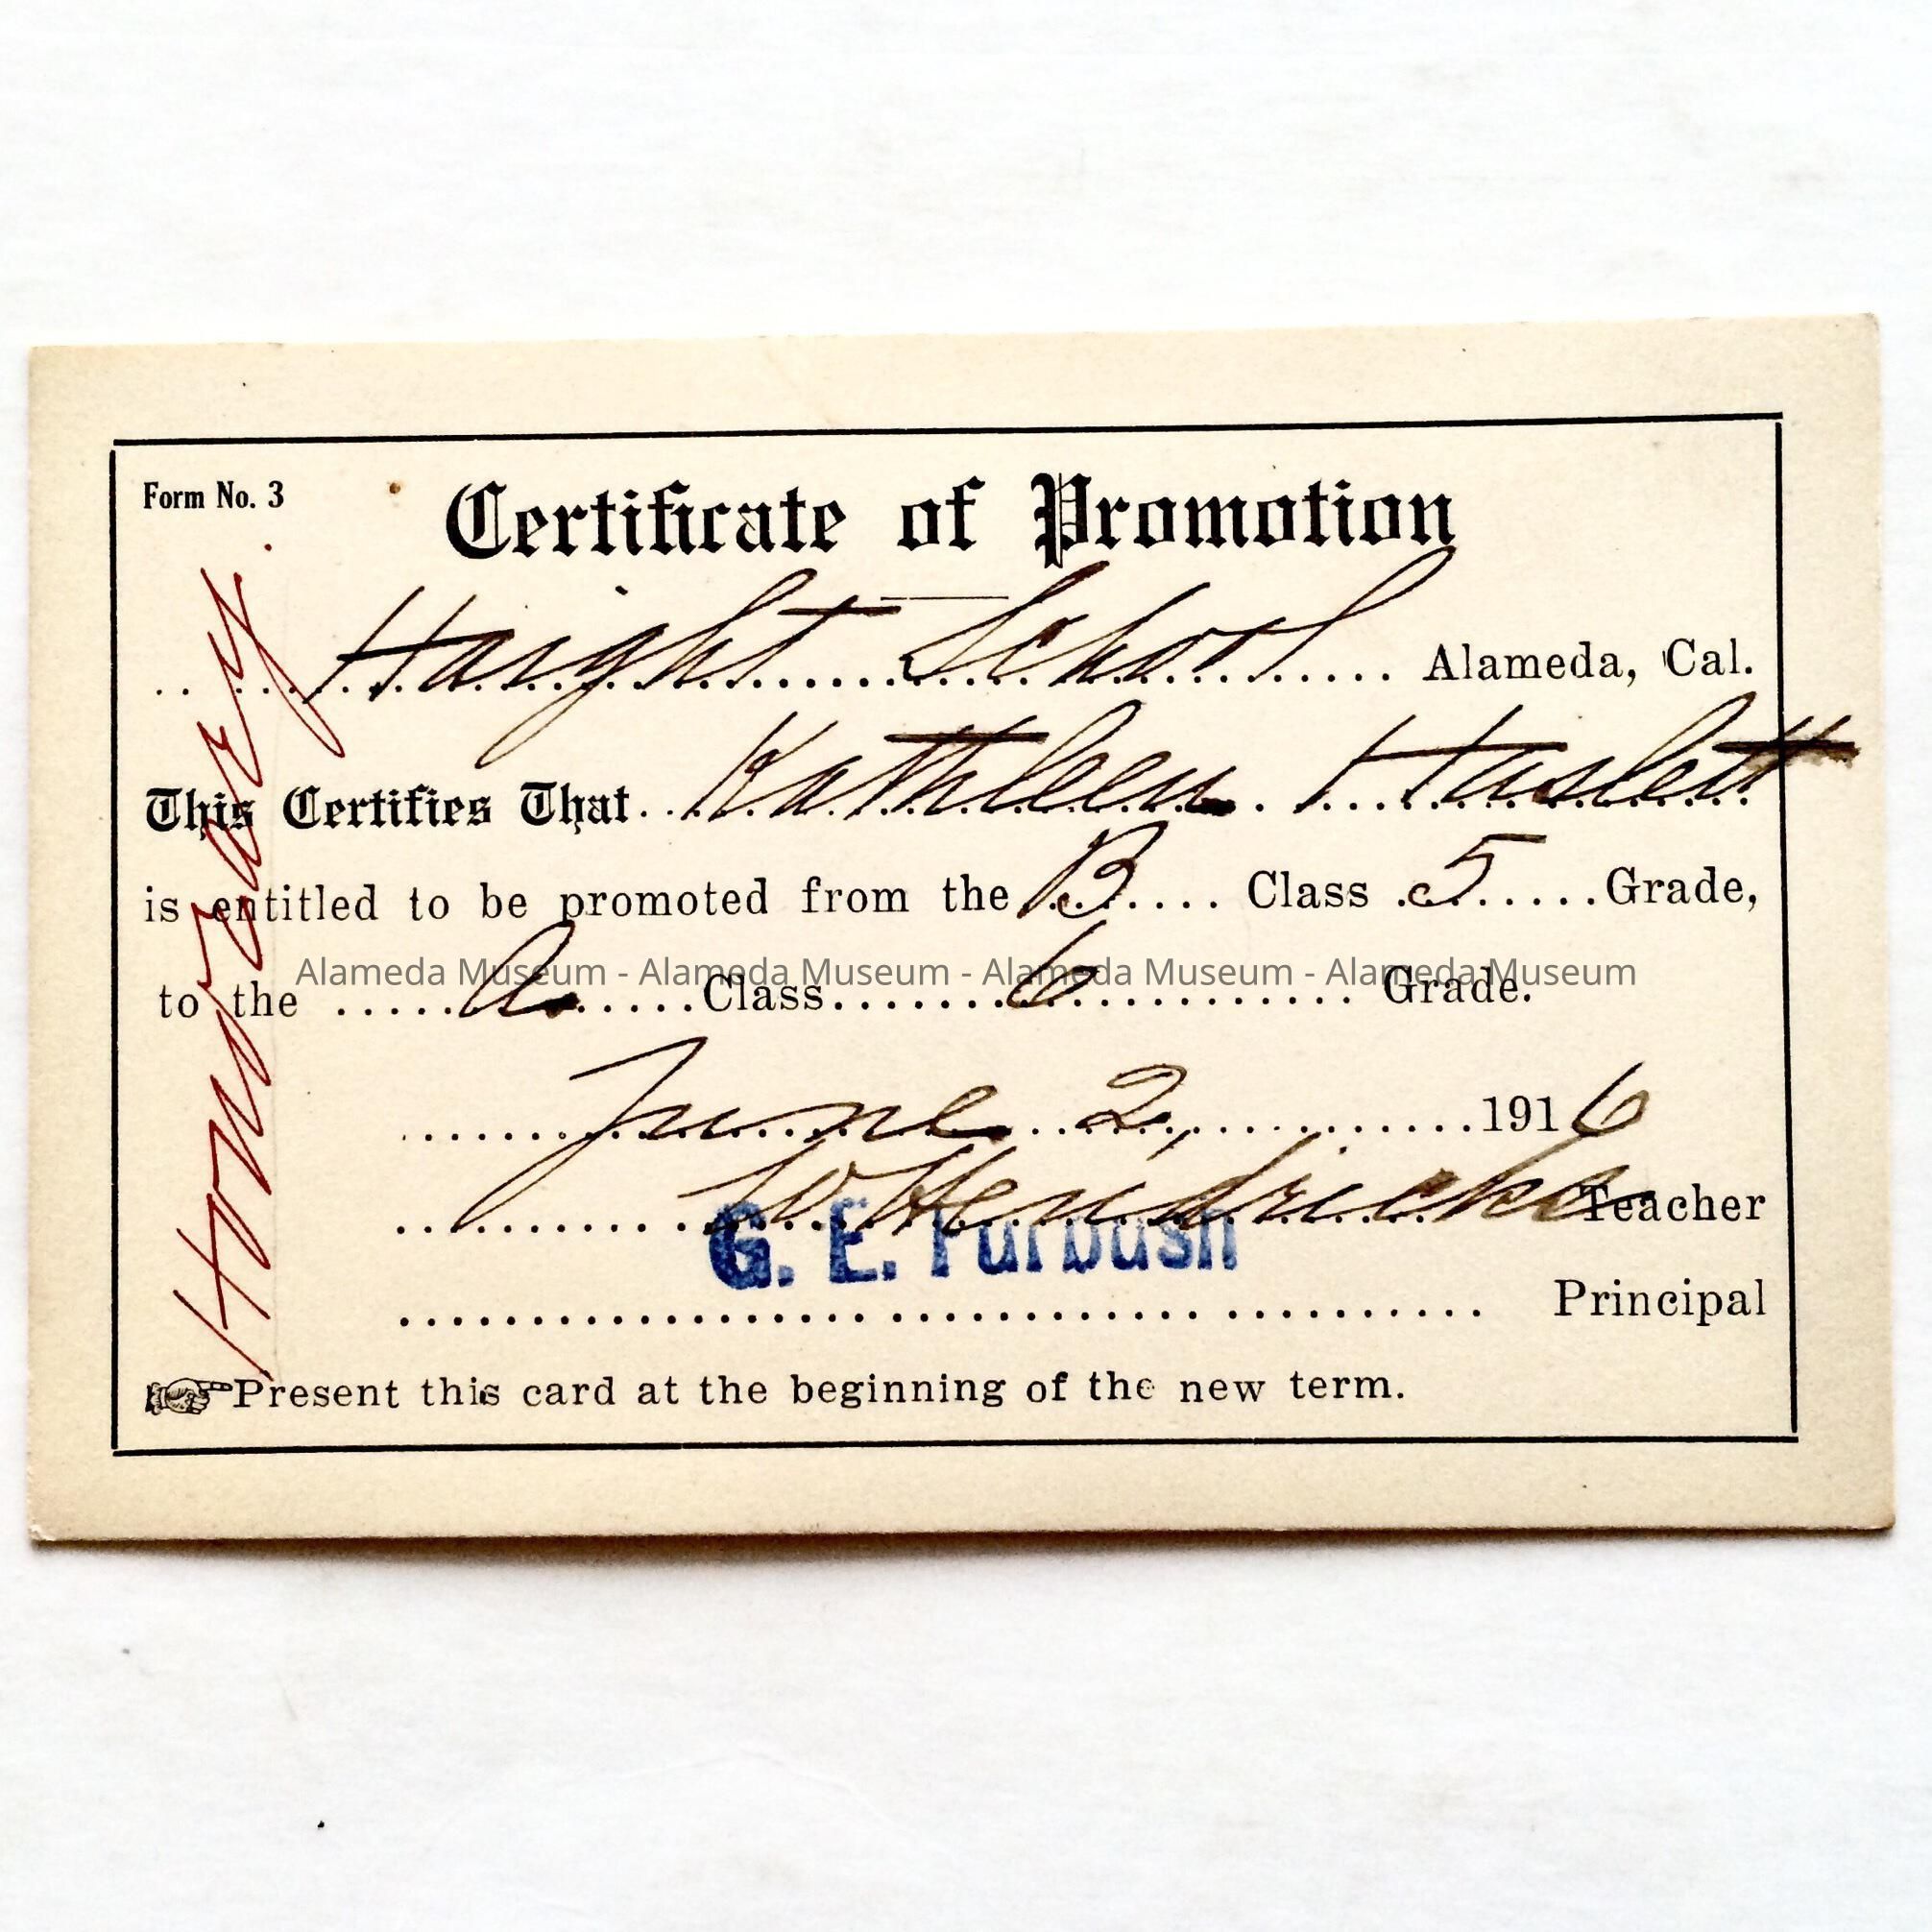 Form No. 3
Certificate of Promotion
Haight School Alameda, Cal.
This Certifies That Kathleen Haslett
is entitled to be promoted from the B Class 5 Grade,
to the A Class 6 Grade.
Alameda Museum - Alameda Museum - Alameda Museum - Alameda Museum
June 2, 1916
W Hendricks Teacher
G. E. Furbush
Principal
☞Present this card at the beginning of the new term.
Honorary.